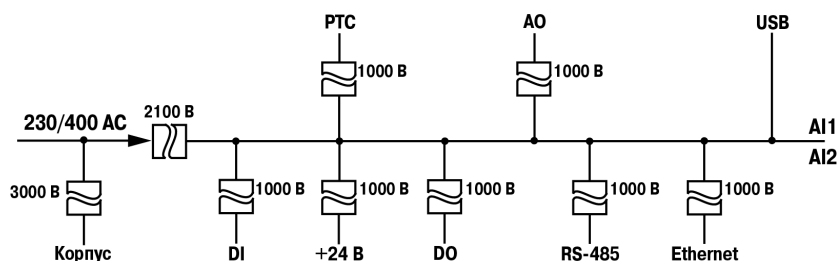 PTC
AO
USB
1000 В
1000 В
2100 В
230/400 AC
AI1
AI2
3000 В
1000 В
1000 В
1000 В
1000 В
1000 В
Корпус
DI
+24 В
DO
RS-485
Ethernet